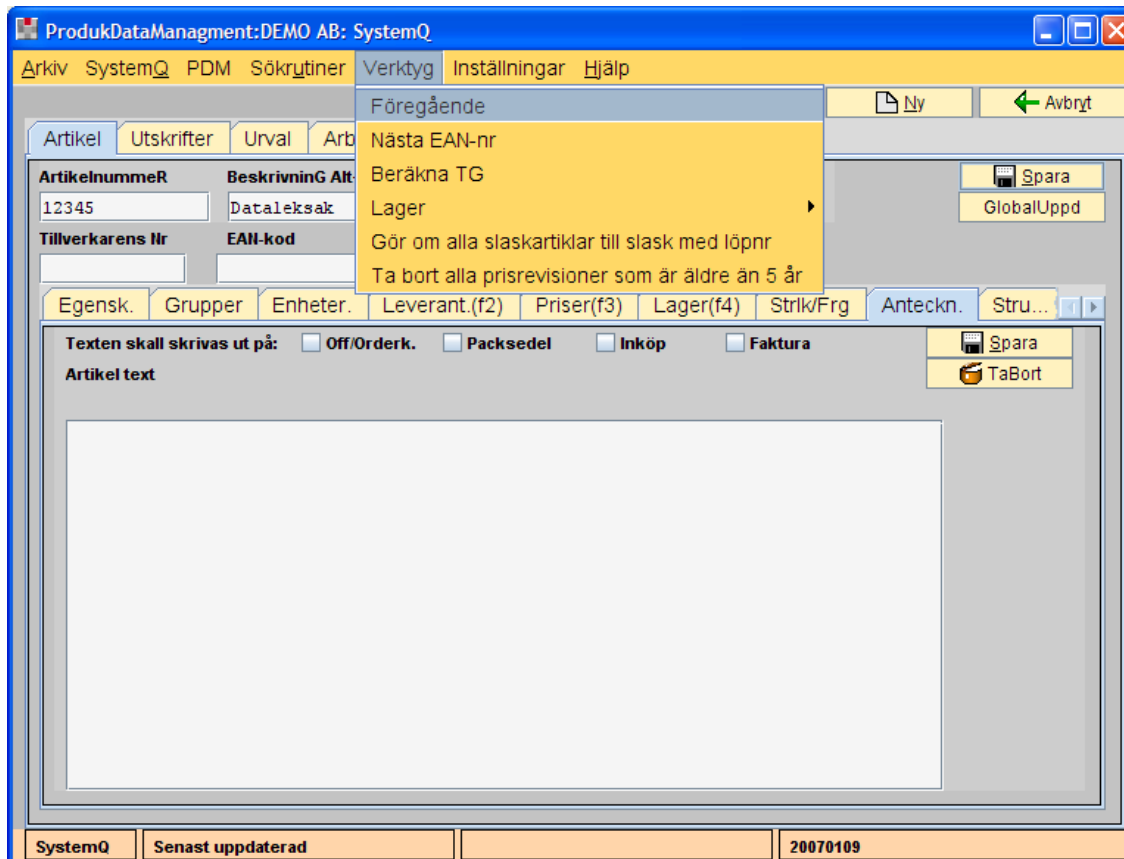 ProdukDataManagment:DEMO AB: SystemQ
Arkiv SystemQ PDM Sökrutiner Verktyg Inställningar Hjälp
Föregående
Nästa EAN-nr
Beräkna TG
Lager
Gör om alla slaskartiklar till slask med löpnr
Ta bort alla prisrevisioner som är äldre än 5 år
Ny Avbryt
Artikel Utskrifter Urval Arb
ArtikelnummeR BeskrivninG Alt- Spara
12345 Dataleksak GlobalUppd
Tillverkarens Nr EAN-kod
Egensk. Grupper Enheter. Leverant.(f2) Priser(f3) Lager(f4) Strlk/Frg Anteckn. Stru...
Texten skall skrivas ut på: Off/Orderk. Packsedel Inköp Faktura Spara
Artikel text TaBort
SystemQ Senast uppdaterad 20070109